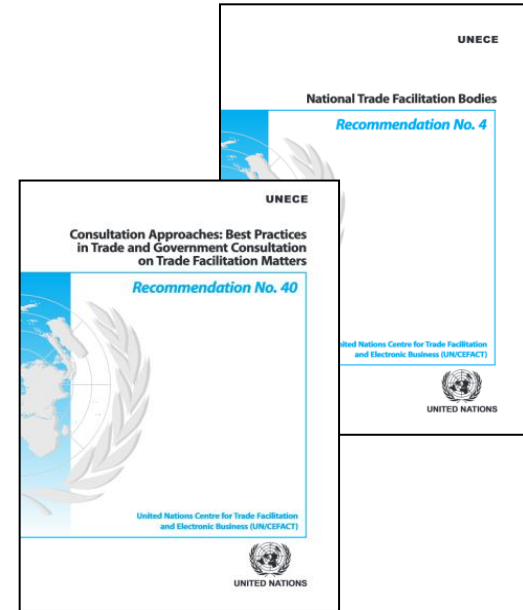 UNECE
National Trade Facilitation Bodies
Recommendation No. 4
Nations Centre for Trade Facilitation
and Electronic Business (UN/CEFACT)
UNITED NATIONS
UNECE
Consultation Approaches: Best Practices
in Trade and Government Consultation
on Trade Facilitation Matters
Recommendation No. 40
United Nations Centre for Trade Facilitation
and Electronic Business (UN/CEFACT)
UNITED NATIONS